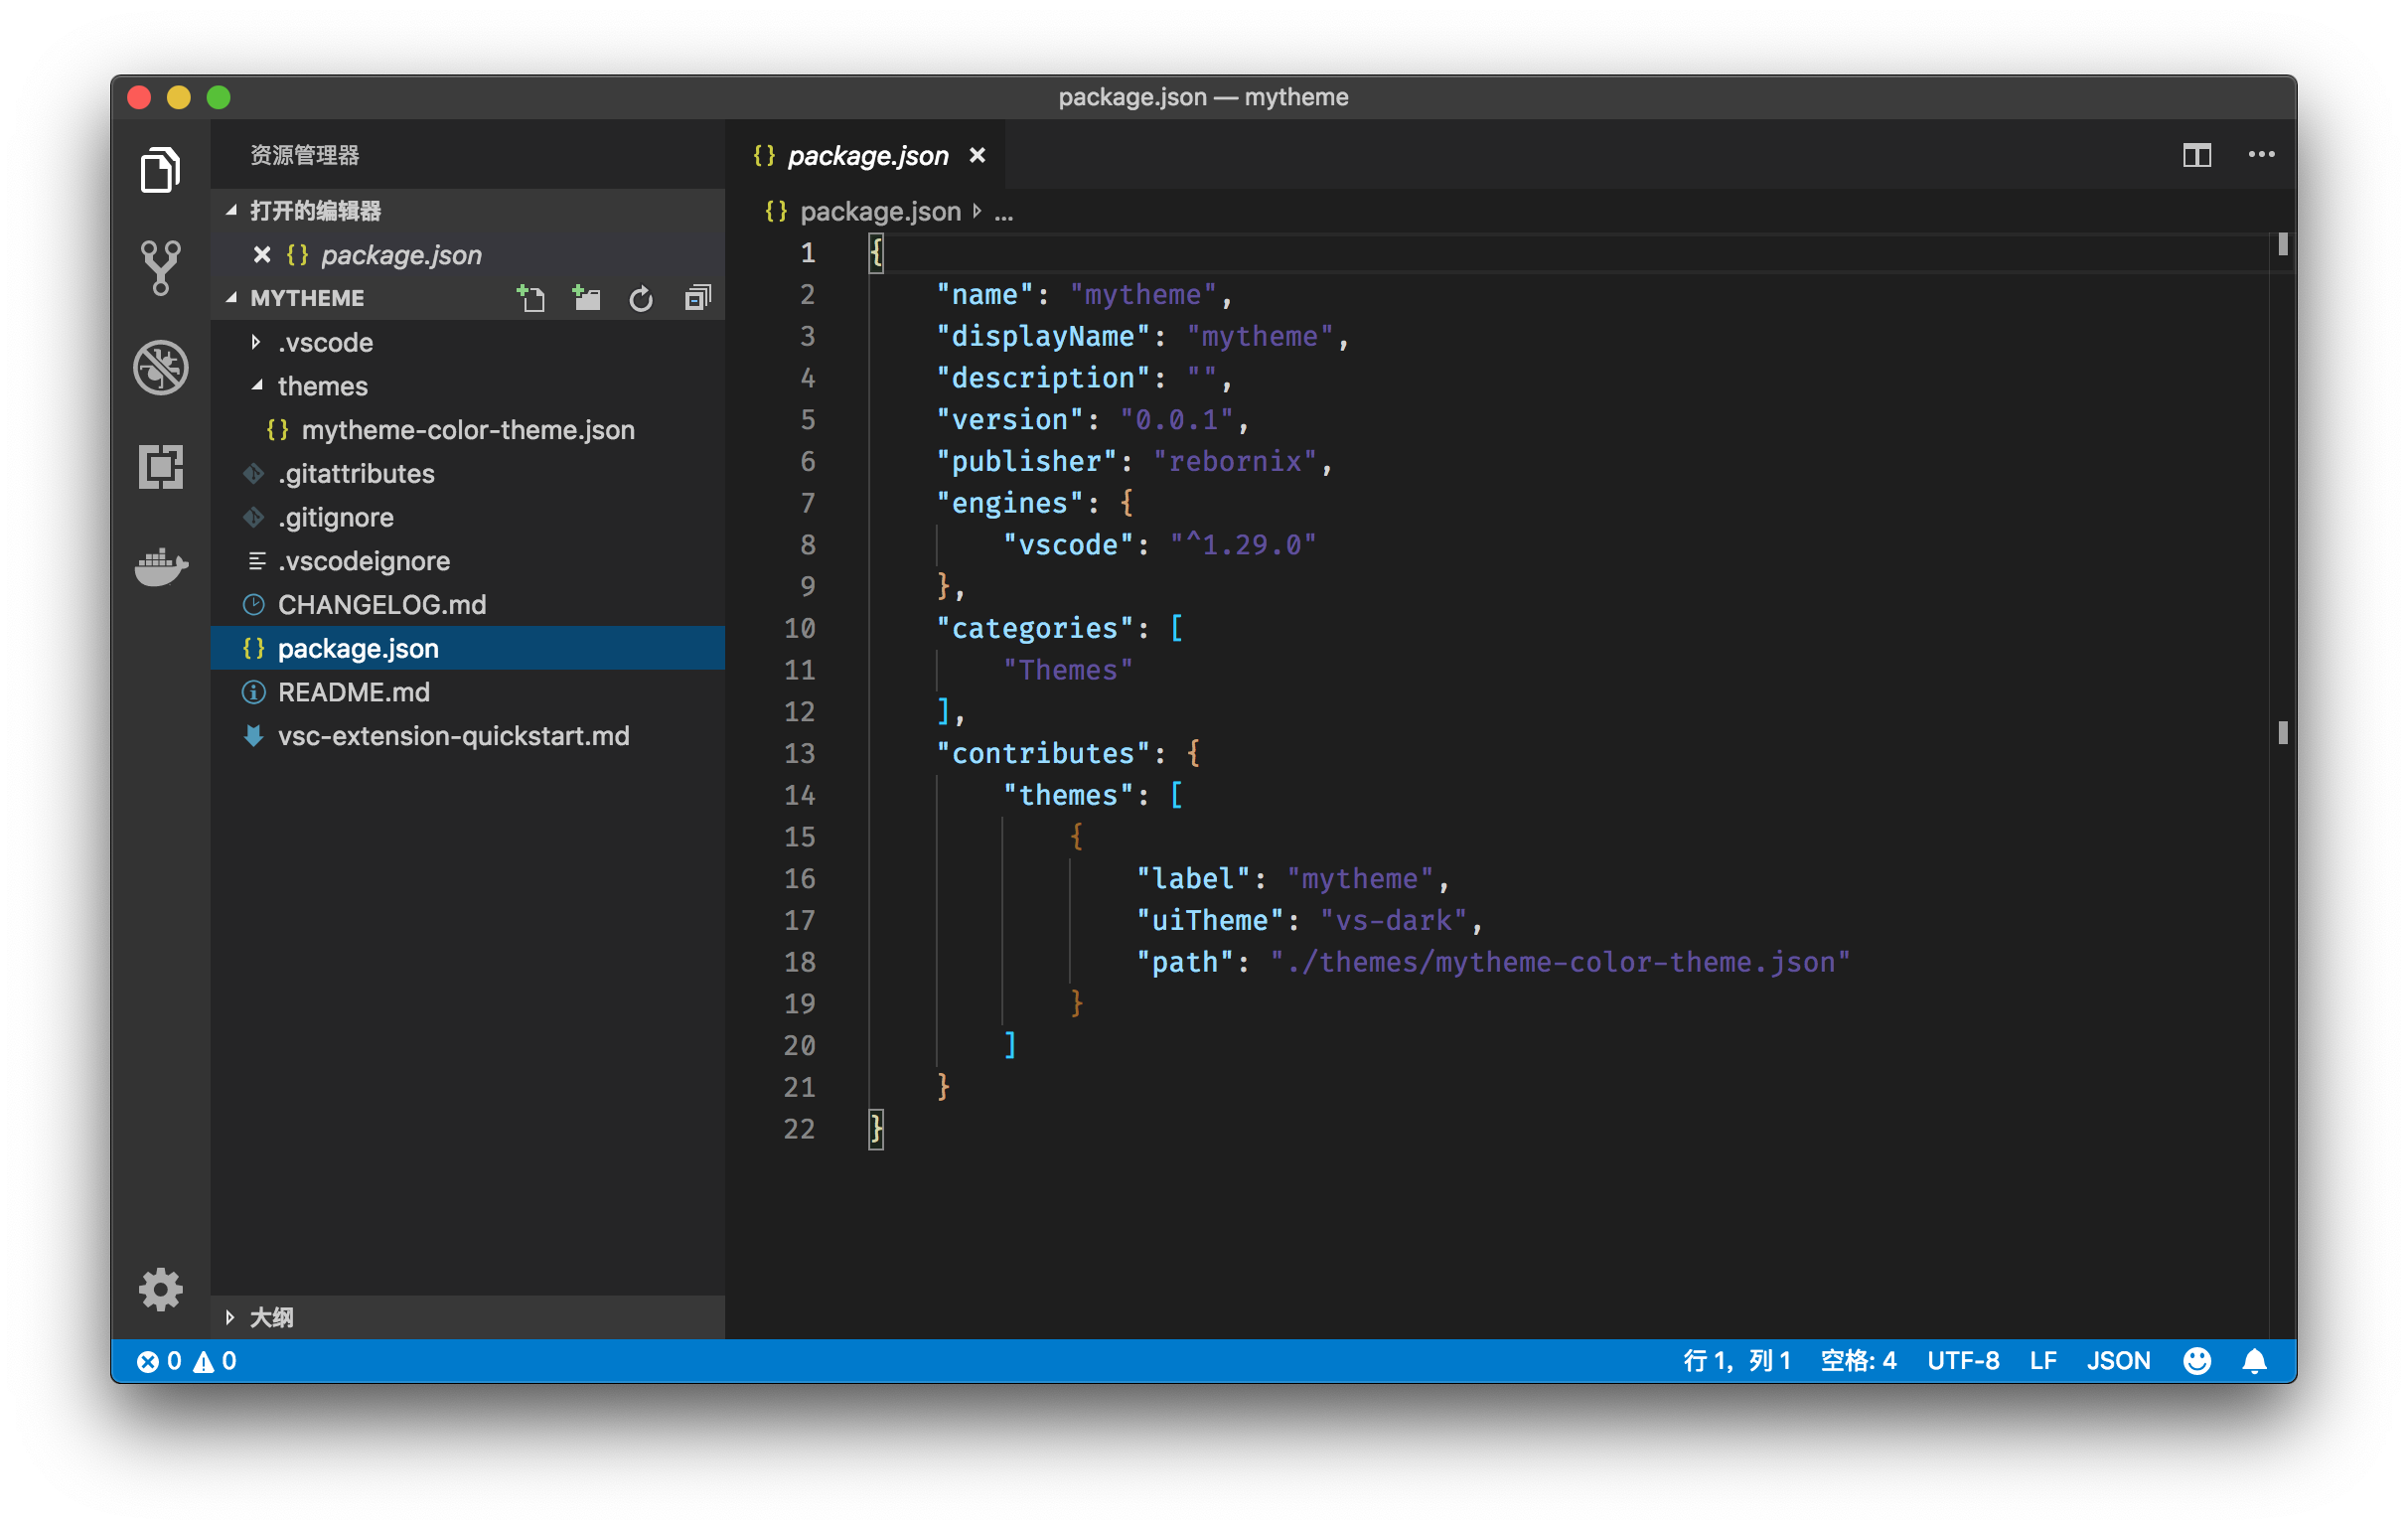 package.json — mytheme
资源管理器
打开的编辑器
package.json
MYTHEME
.vscode
themes
mytheme-color-theme.json
.gitattributes
.gitignore
.vscodeignore
CHANGELOG.md
package.json
README.md
vsc-extension-quickstart.md
大纲
{} package.json
{} package.json ...
1 {
2 "name": "mytheme",
3 "displayName": "mytheme",
4 "description": "",
5 "version": "0.0.1",
6 "publisher": "rebornix",
7 "engines": {
8 "vscode": "^1.29.0"
9 },
10 "categories": [
11 "Themes"
12 ],
13 "contributes": {
14 "themes": [
15 {
16 "label": "mytheme",
17 "uiTheme": "vs-dark",
18 "path": "./themes/mytheme-color-theme.json"
19 }
20 ]
21 }
22 }
0 0 行 1, 列 1 空格: 4 UTF-8 LF JSON